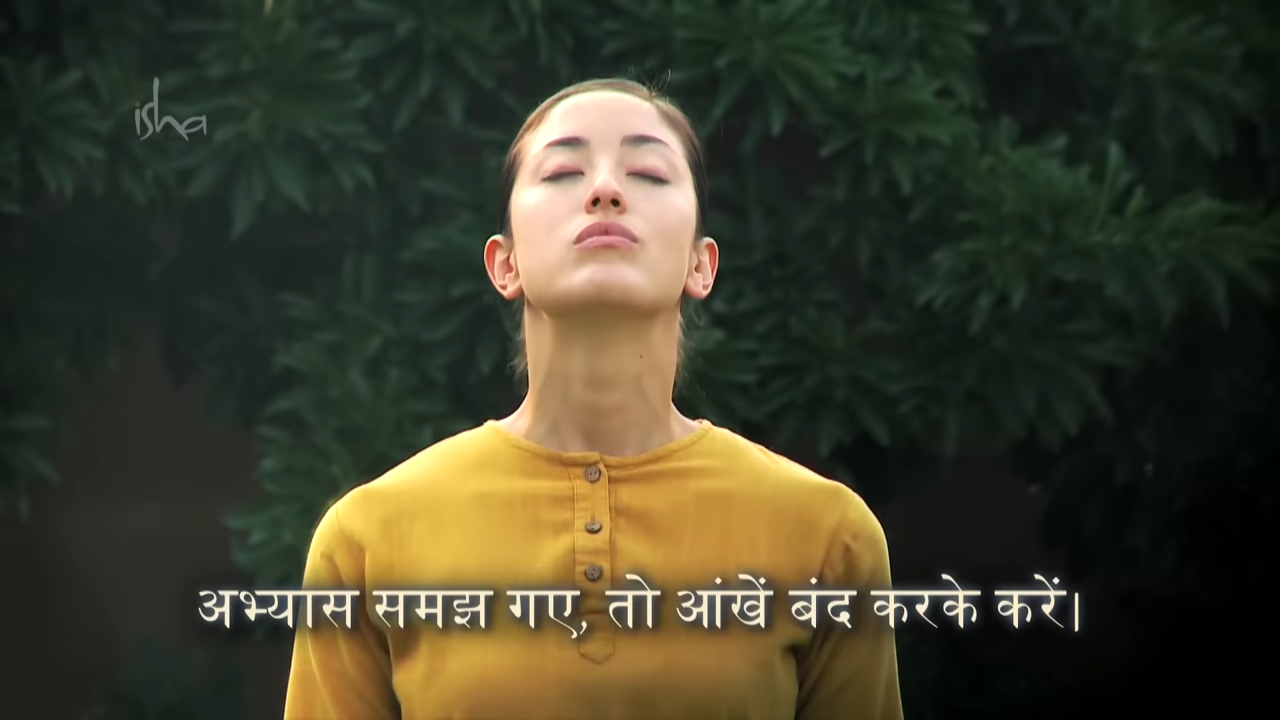 isha
अभ्यास समझ गए, तो आंखें बंद करके करें।